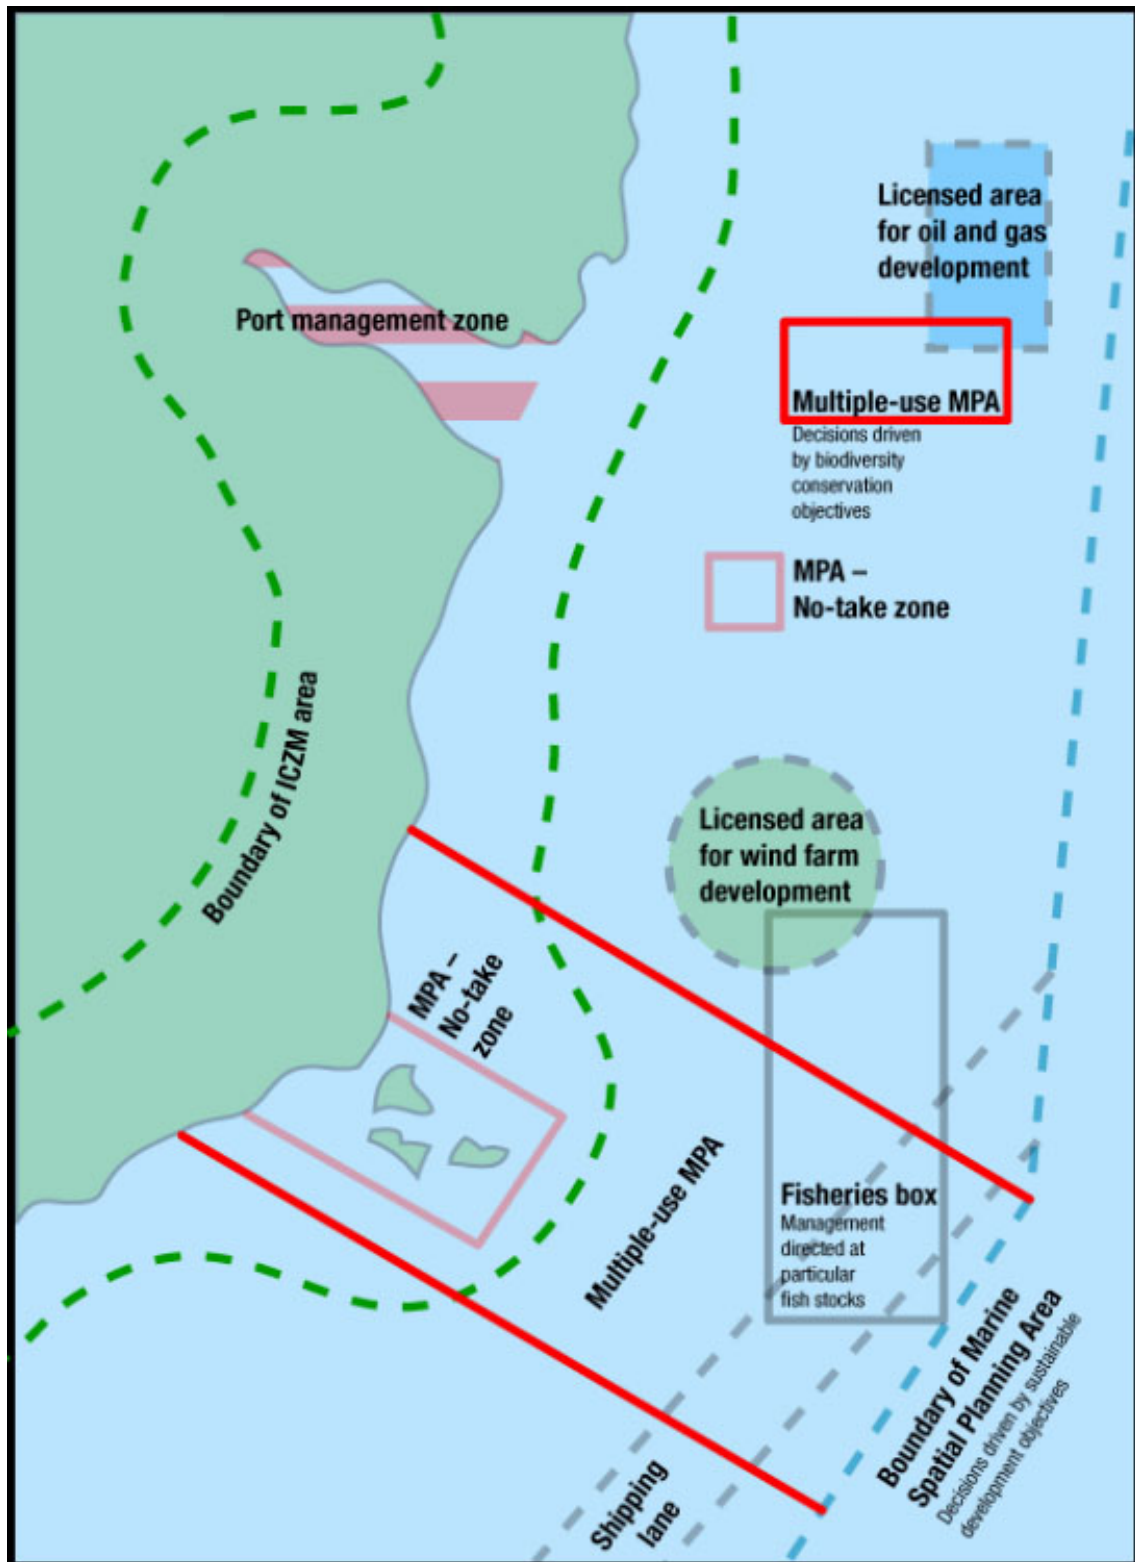 Licensed area
for oil and gas
development
Port management zone
Multiple-use MPA
Decisions driven
by biodiversity
conservation
objectives
MPA –
No-take zone
Boundary of ICZM area
Licensed area
for wind farm
development
MPA –
No-take
zone
Multiple-use MPA
Fisheries box
Management
directed at
particular
fish stocks
Boundary of Marine
Spatial Planning Area
Decisions driven by sustainable
development objectives
Shipping
lane